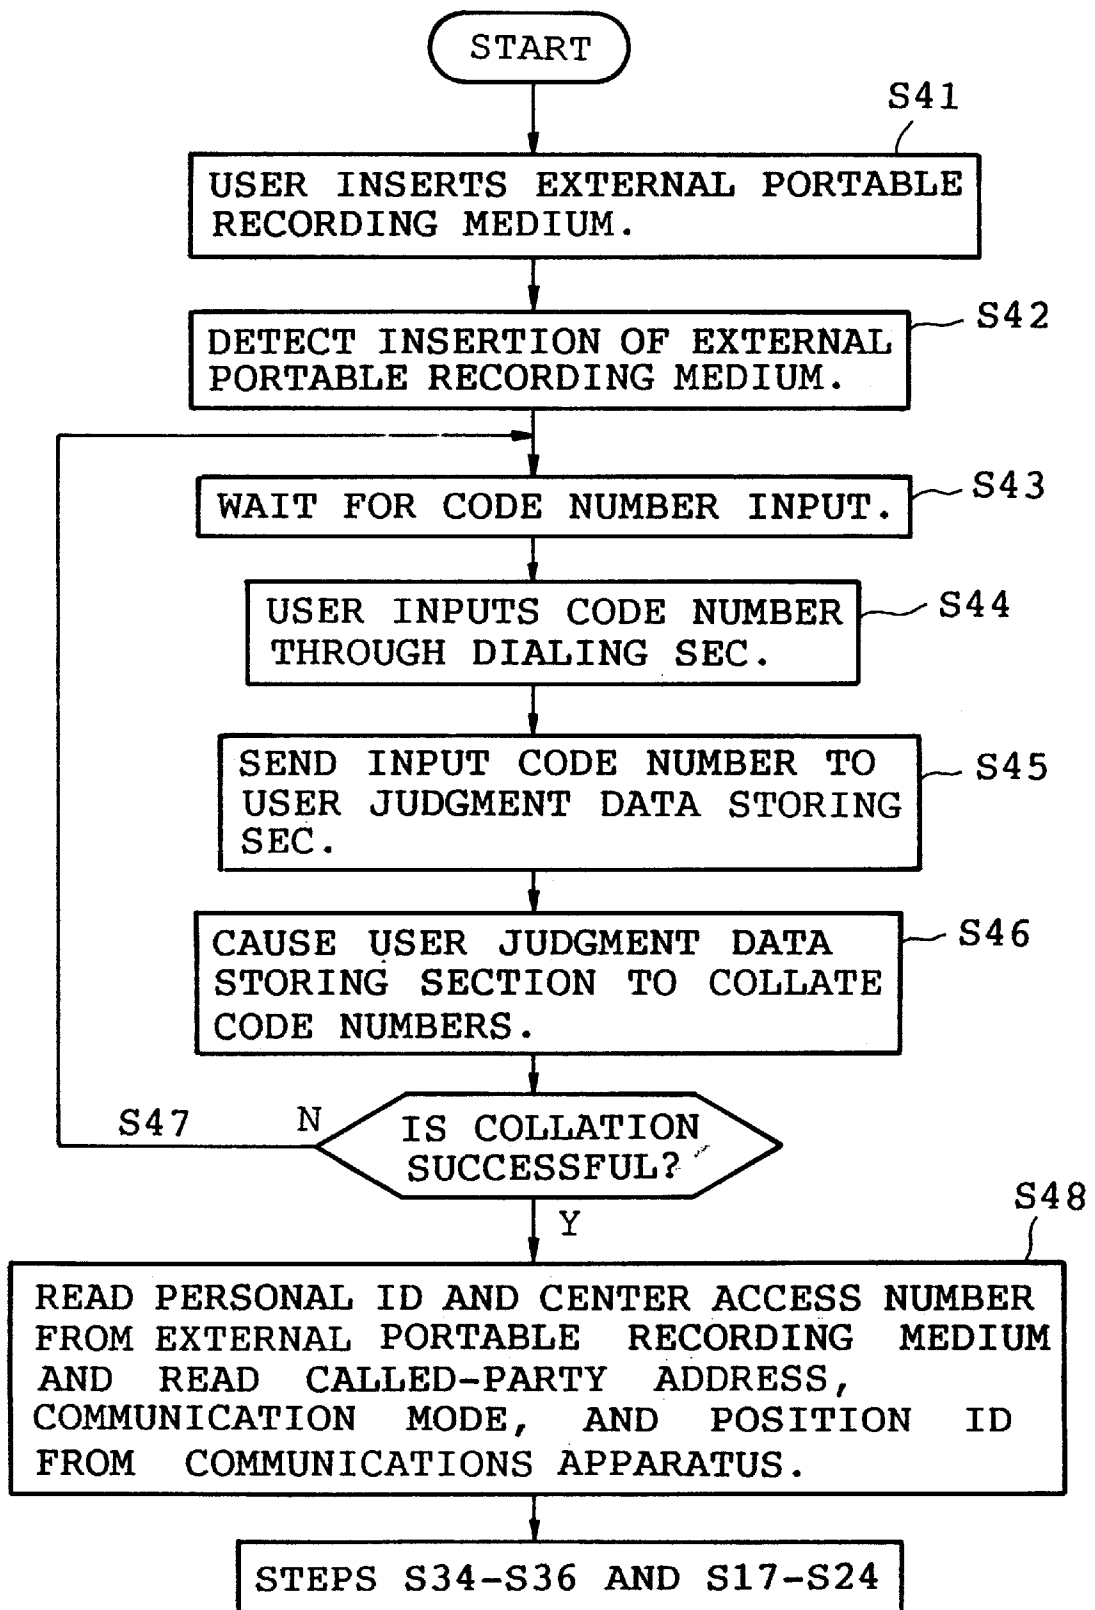 START
S41
USER INSERTS EXTERNAL PORTABLE
RECORDING MEDIUM.
S42
DETECT INSERTION OF EXTERNAL
PORTABLE RECORDING MEDIUM.
S43
WAIT FOR CODE NUMBER INPUT.
S44
USER INPUTS CODE NUMBER
THROUGH DIALING SEC.
S45
SEND INPUT CODE NUMBER TO
USER JUDGMENT DATA STORING
SEC.
S46
CAUSE USER JUDGMENT DATA
STORING SECTION TO COLLATE
CODE NUMBERS.
S47
N
IS COLLATION
SUCCESSFUL?
Y
S48
READ PERSONAL ID AND CENTER ACCESS NUMBER
FROM EXTERNAL PORTABLE RECORDING MEDIUM
AND READ CALLED-PARTY ADDRESS,
COMMUNICATION MODE, AND POSITION ID
FROM COMMUNICATIONS APPARATUS.
STEPS S34-S36 AND S17-S24